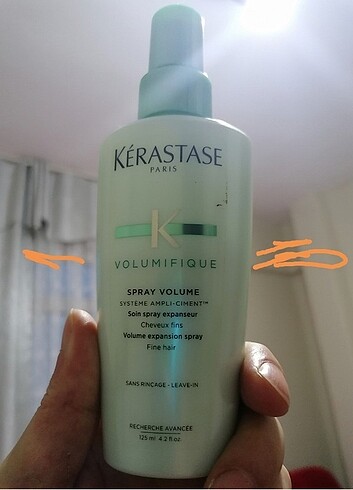 KÉRASTASE
PARIS
K
VOLUMIFIQUE
SPRAY VOLUME
SYSTÈME AMPLI-CIMENT™
Soin spray expanseur
Cheveux fins
Volume expansion spray
Fine hair
SANS RINÇAGE - LEAVE-IN
RECHERCHE AVANCÉE
125 ml 4.2 fl.oz.